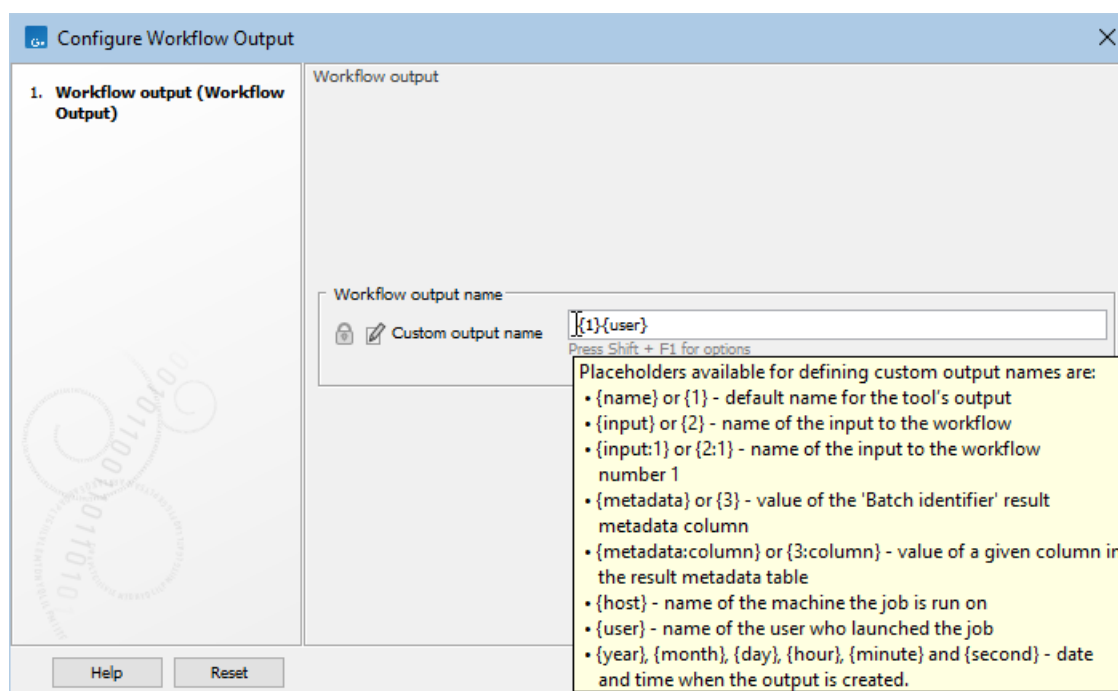 Configure Workflow Output
1. Workflow output (Workflow
Output)
Workflow output
Workflow output name
Custom output name
{1}{user}
Press Shift + F1 for options
Placeholders available for defining custom output names are:
• {name} or {1} - default name for the tool's output
• {input} or {2} - name of the input to the workflow
• {input:1} or {2:1} - name of the input to the workflow
number 1
• {metadata} or {3} - value of the 'Batch identifier' result
metadata column
• {metadata:column} or {3:column} - value of a given column in
the result metadata table
• {host} - name of the machine the job is run on
• {user} - name of the user who launched the job
• {year}, {month}, {day}, {hour}, {minute} and {second} - date
and time when the output is created.
Help
Reset